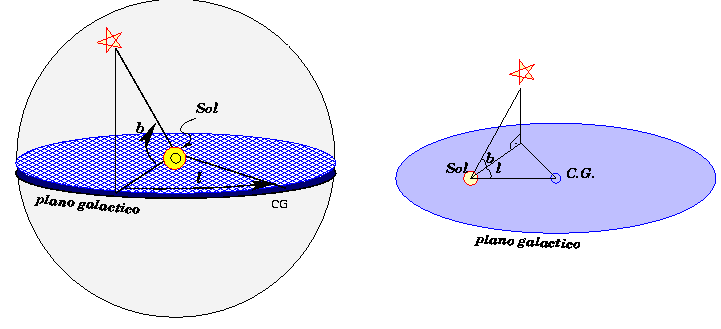 Sol
b
l
CG
plano galactico
Sol
b
l
C.G.
plano galactico